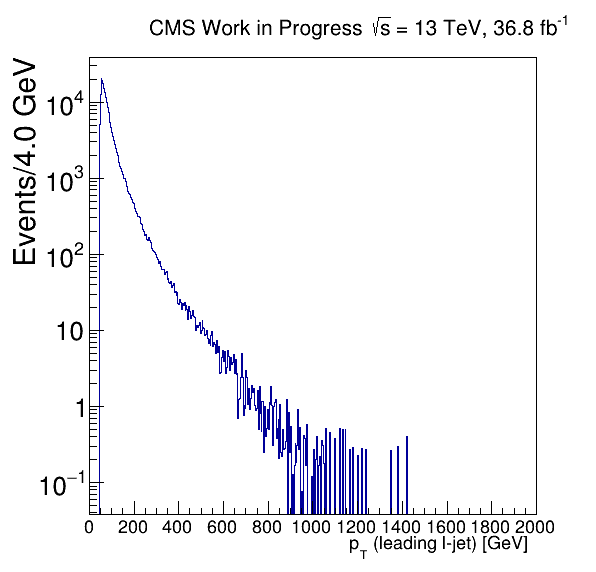 CMS Work in Progress √s = 13 TeV, 36.8 fb⁻¹
Events/4.0 GeV
10⁴
10³
10²
10
1
10⁻¹
0 200 400 600 800 1000 1200 1400 1600 1800 2000
p_T (leading l-jet) [GeV]